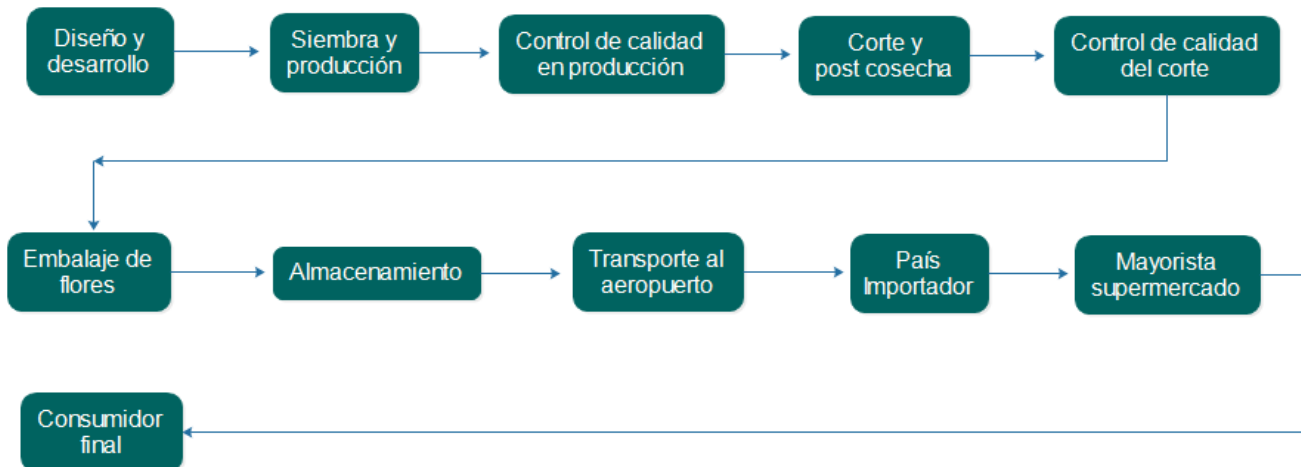 Diseño y
desarrollo
Siembra y
producción
Control de calidad
en producción
Corte y
post cosecha
Control de calidad
del corte
Embalaje de
flores
Almacenamiento
Transporte al
aeropuerto
País
Importador
Mayorista
supermercado
Consumidor
final